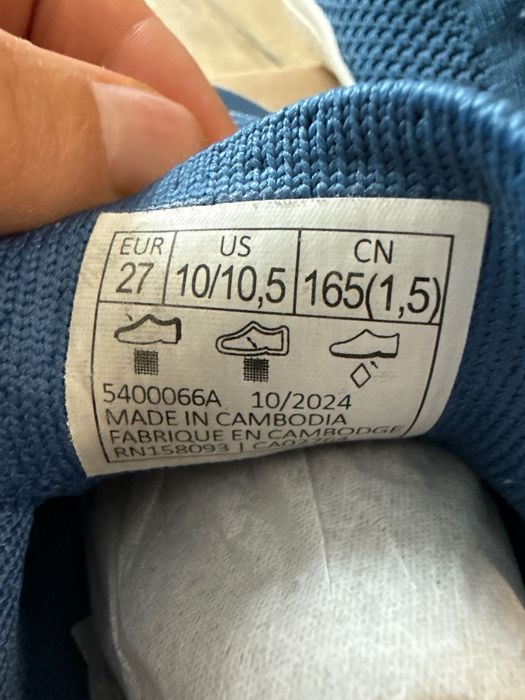 EUR US CN
27 10/10,5 165(1,5)
5400066A 10/2024
MADE IN CAMBODIA
FABRIQUE EN CAMBODGE
RN158093 |